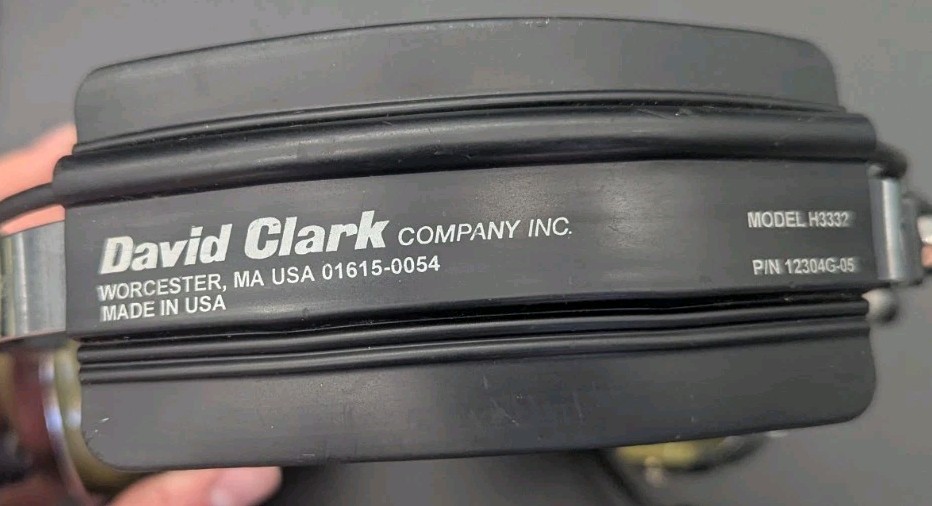 David Clark COMPANY INC.
WORCESTER, MA USA 01615-0054
MADE IN USA
MODEL H3332
P/N 12304G-05